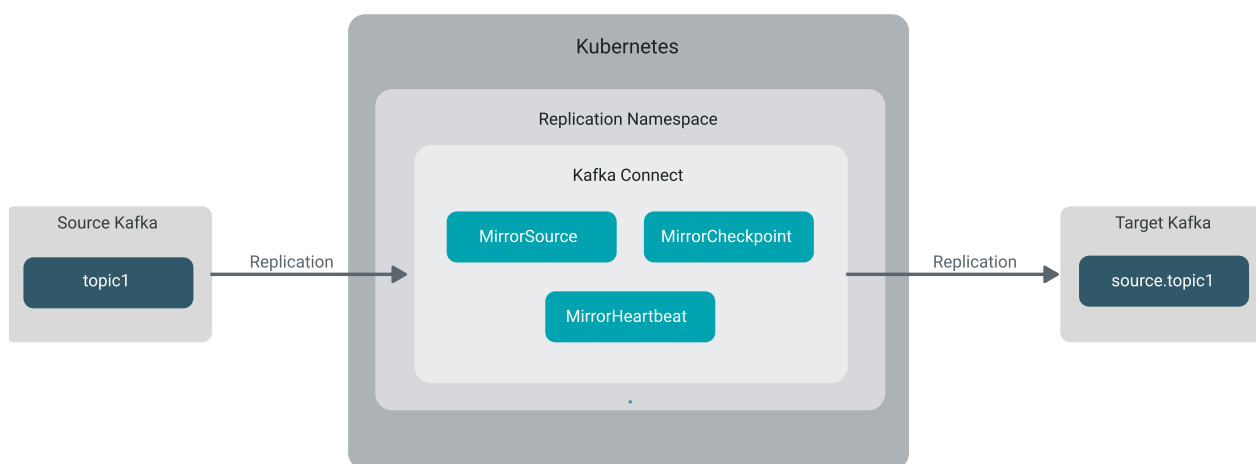 Kubernetes
Replication Namespace
Kafka Connect
MirrorSource
MirrorCheckpoint
MirrorHeartbeat
Source Kafka
topic1
Replication
Replication
Target Kafka
source.topic1